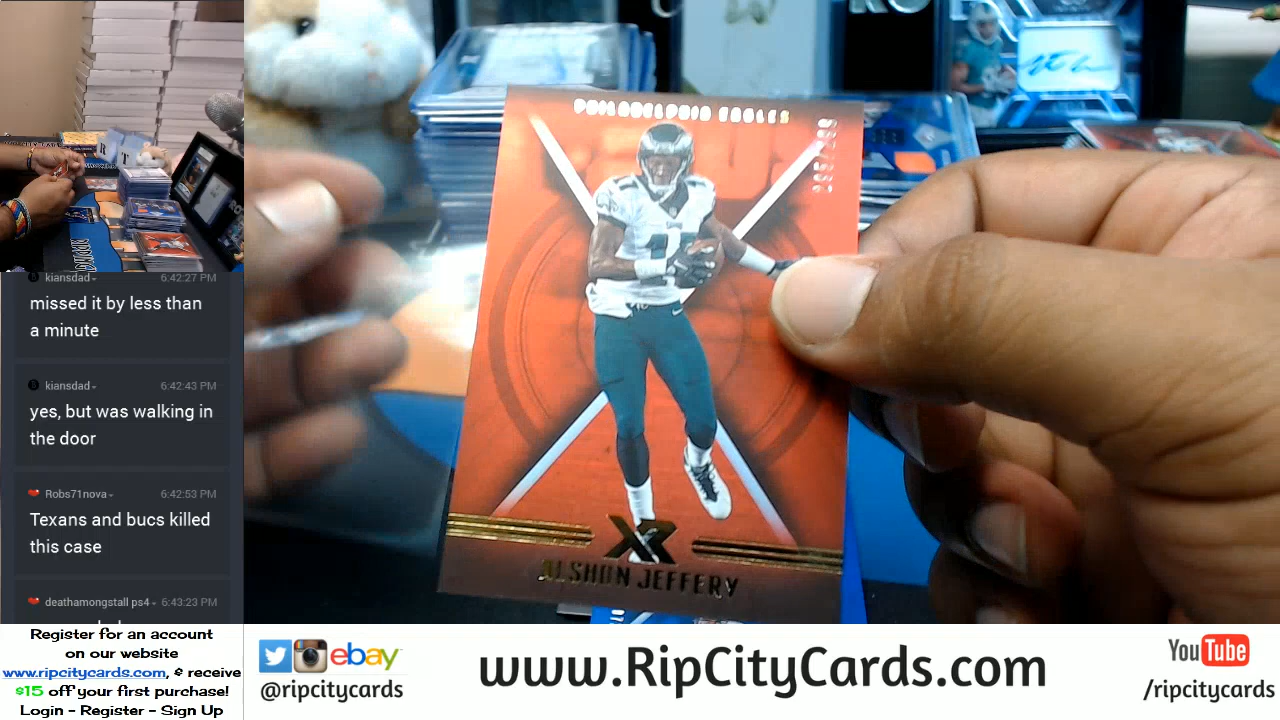 kiansdad
6:42:27 PM
missed it by less than
a minute
kiansdad
6:42:43 PM
yes, but was walking in
the door
Robs71nova
6:42:53 PM
Texans and bucs killed
this case
deathamongstall ps4
6:43:23 PM
Register for an account
on our website
www.ripcitycards.com, & receive
$15 off your first purchase!
Login - Register - Sign Up
PHILADELPHIA EAGLES
XR
ALSHON JEFFERY
ebay
@ripcitycards
www.RipCityCards.com
YouTube
/ripcitycards